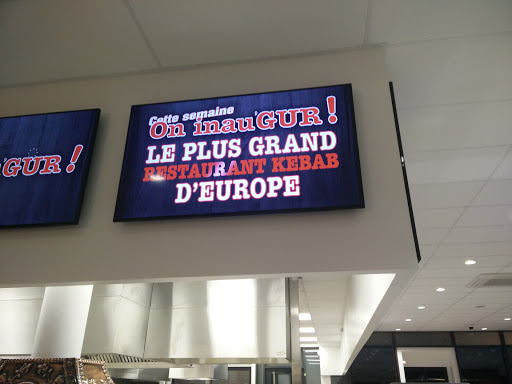 Cette semaine
On inauGUR !
LE PLUS GRAND
RESTAURANT KEBAB
D'EUROPE
GUR !